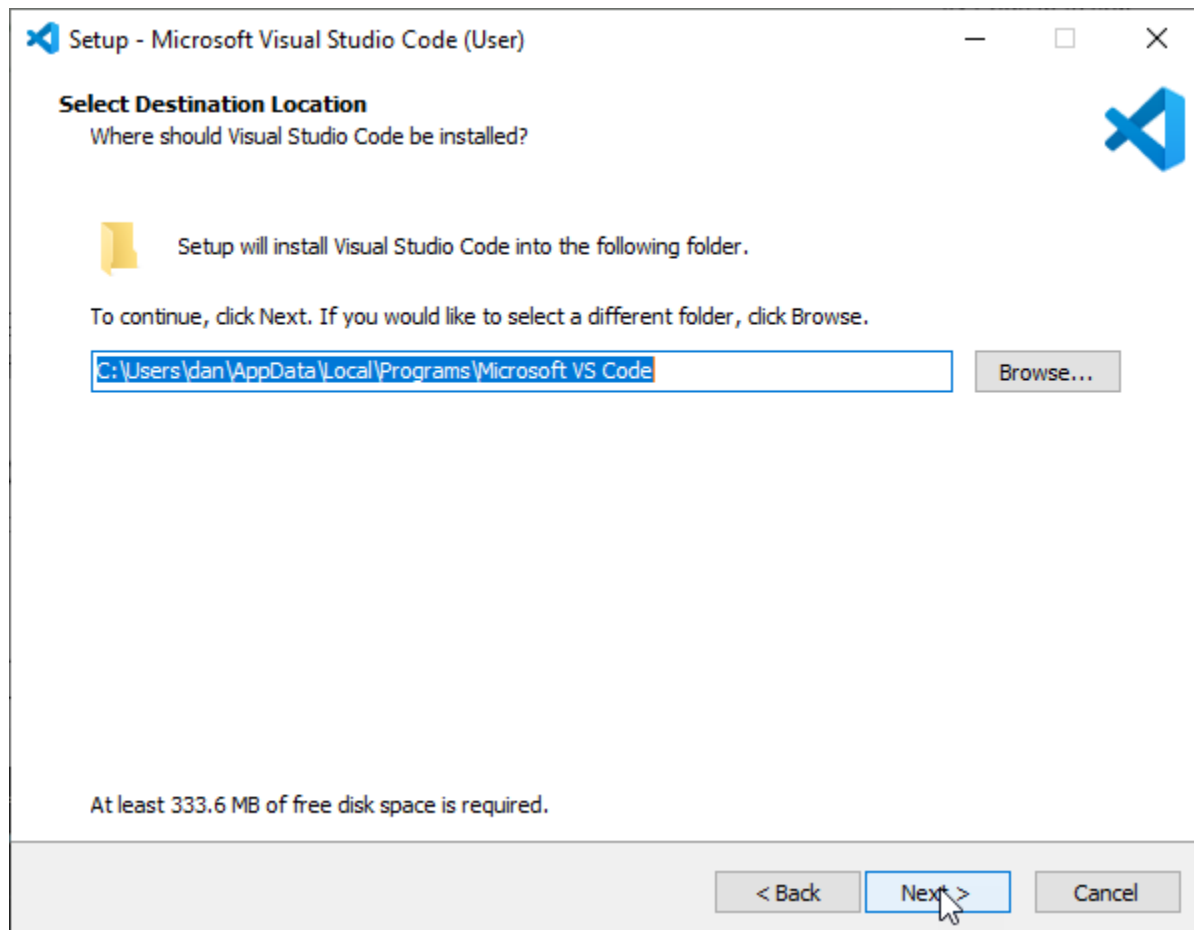 Setup - Microsoft Visual Studio Code (User)
Select Destination Location
Where should Visual Studio Code be installed?
Setup will install Visual Studio Code into the following folder.
To continue, click Next. If you would like to select a different folder, click Browse.
C:\Users\dan\AppData\Local\Programs\Microsoft VS Code
Browse...
At least 333.6 MB of free disk space is required.
< Back
Next >
Cancel